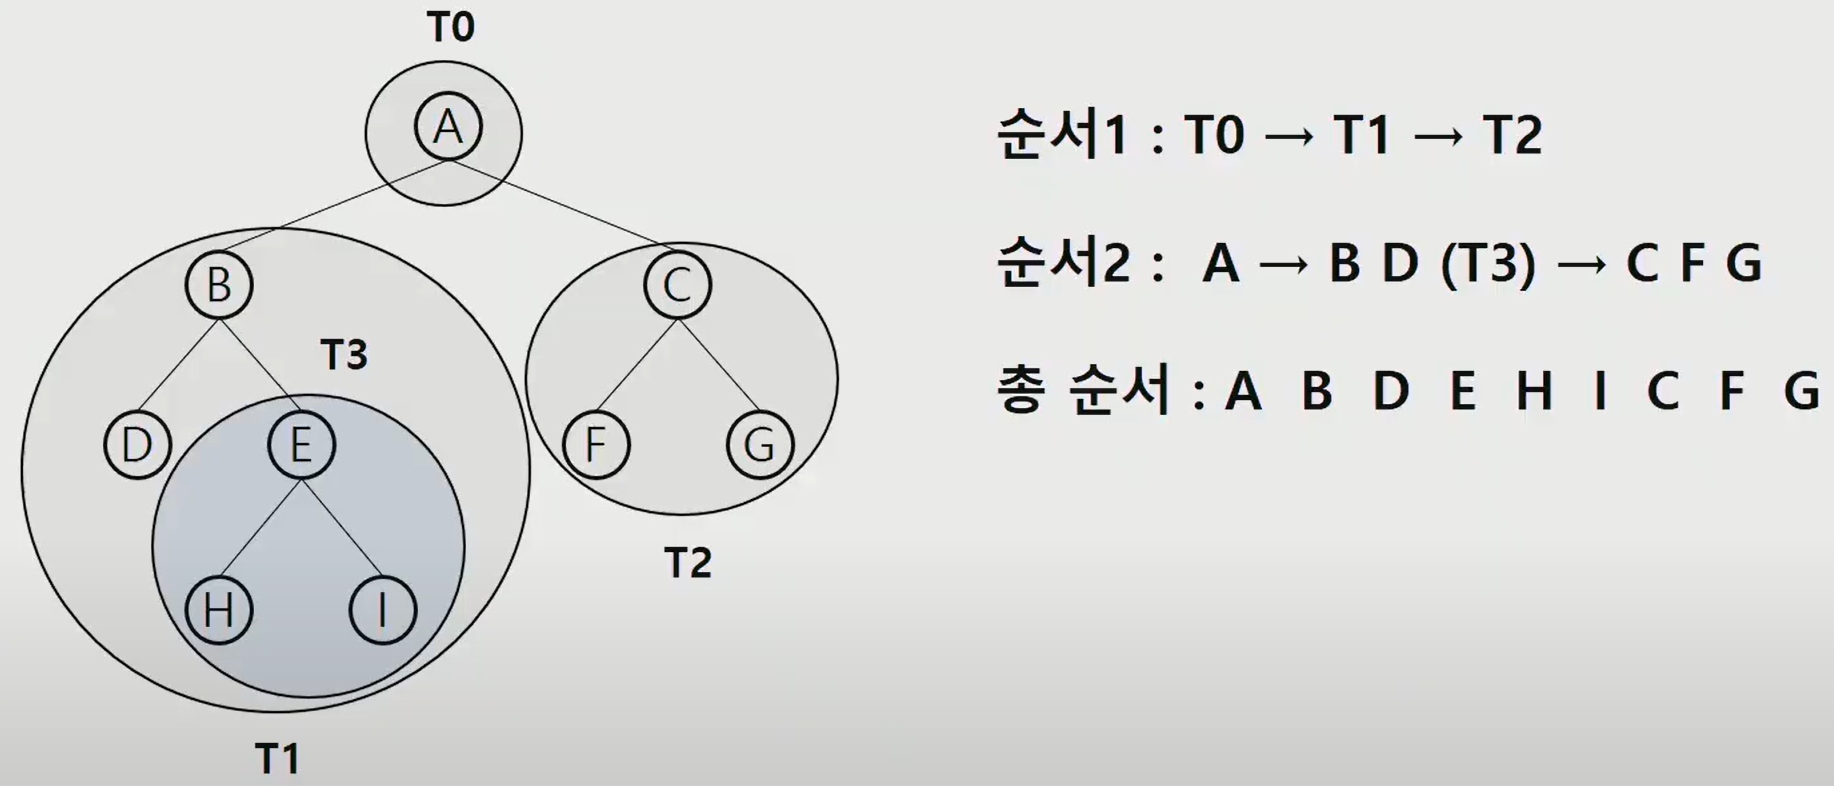 T0
A
B
C
T3
D
E
F
G
H
I
T2
T1
순서1 : T0 → T1 → T2
순서2 : A → B D (T3) → C F G
총 순서 : A B D E H I C F G